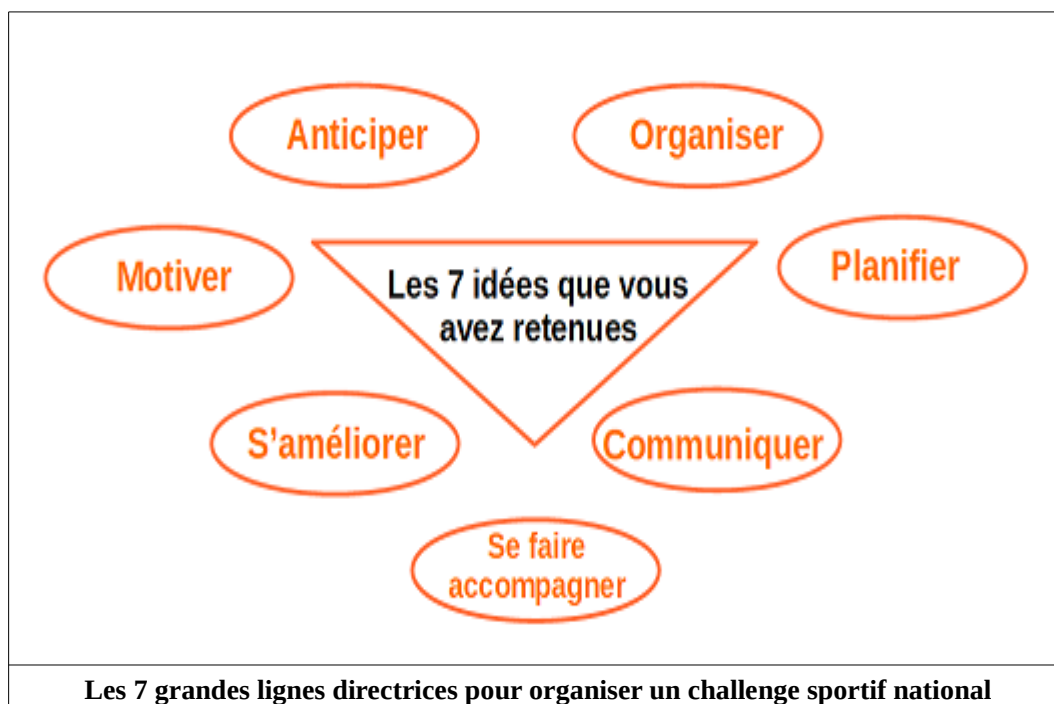 Anticiper
Organiser
Motiver
Planifier
Les 7 idées que vous
avez retenues
S’améliorer
Communiquer
Se faire
accompagner
Les 7 grandes lignes directrices pour organiser un challenge sportif national